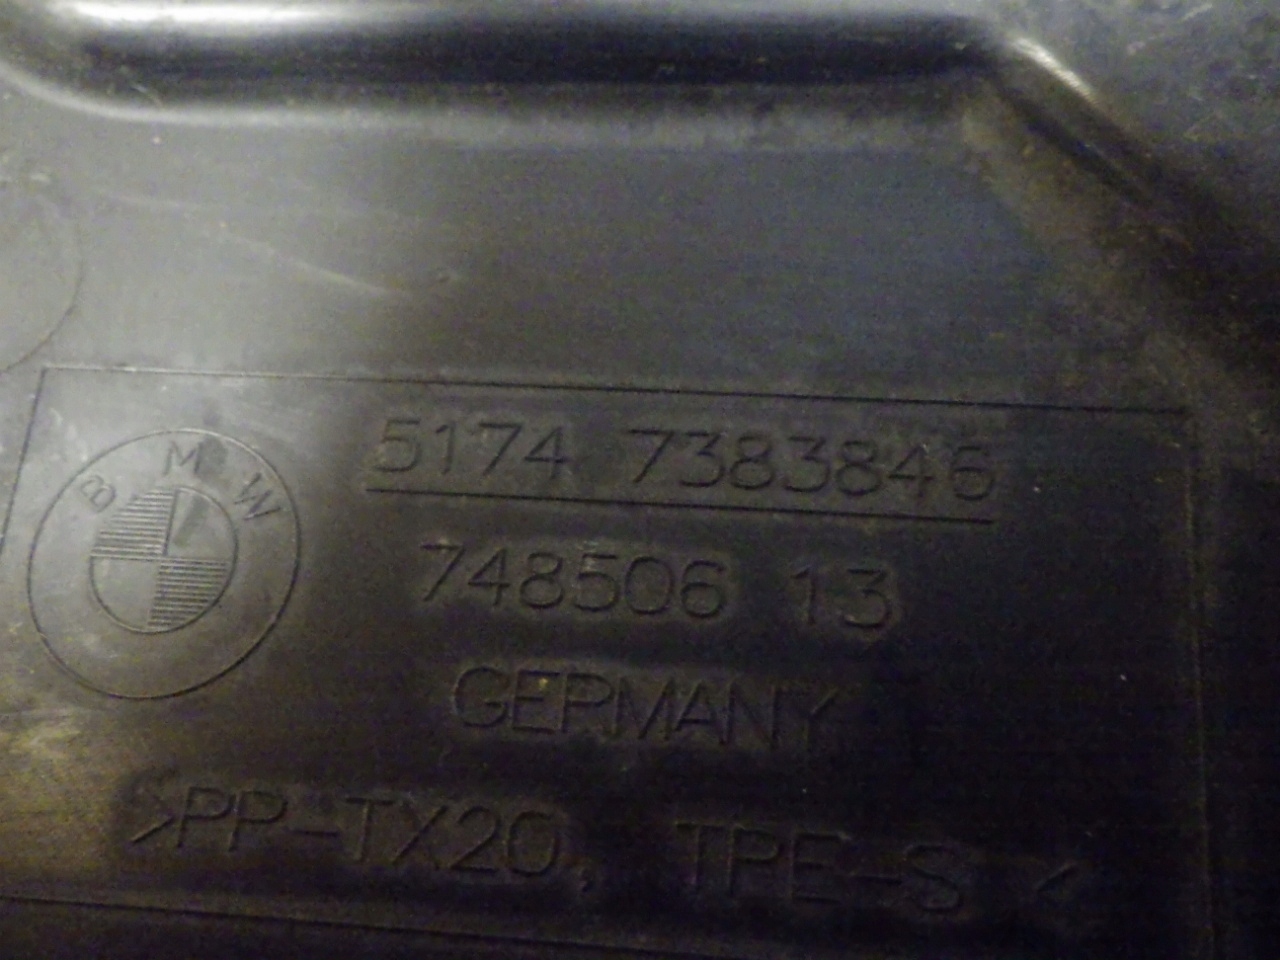 BMW
5174 7383846
748506 13
GERMANY
>PP-TX20, TPE-S <